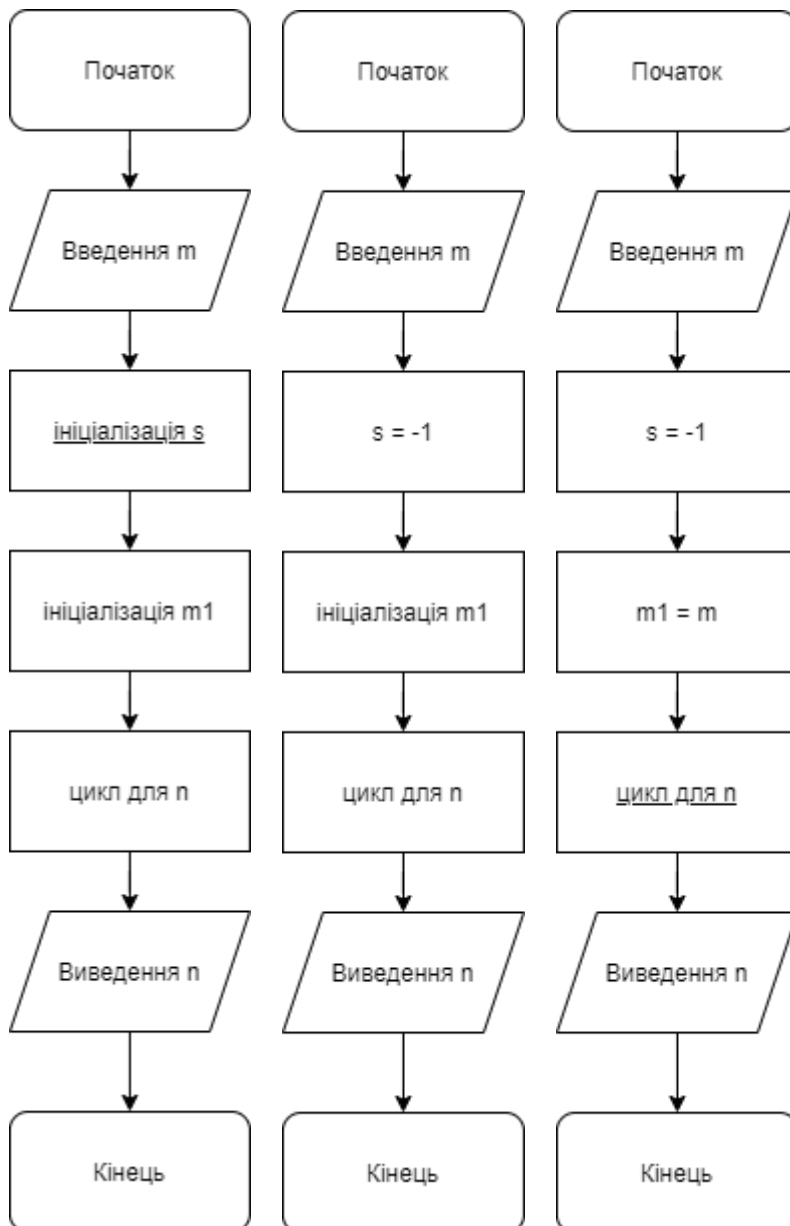 Початок
Введення m
ініціалізація s
ініціалізація m1
цикл для n
Виведення n
Кінець
Початок
Введення m
s = -1
ініціалізація m1
цикл для n
Виведення n
Кінець
Початок
Введення m
s = -1
m1 = m
цикл для n
Виведення n
Кінець